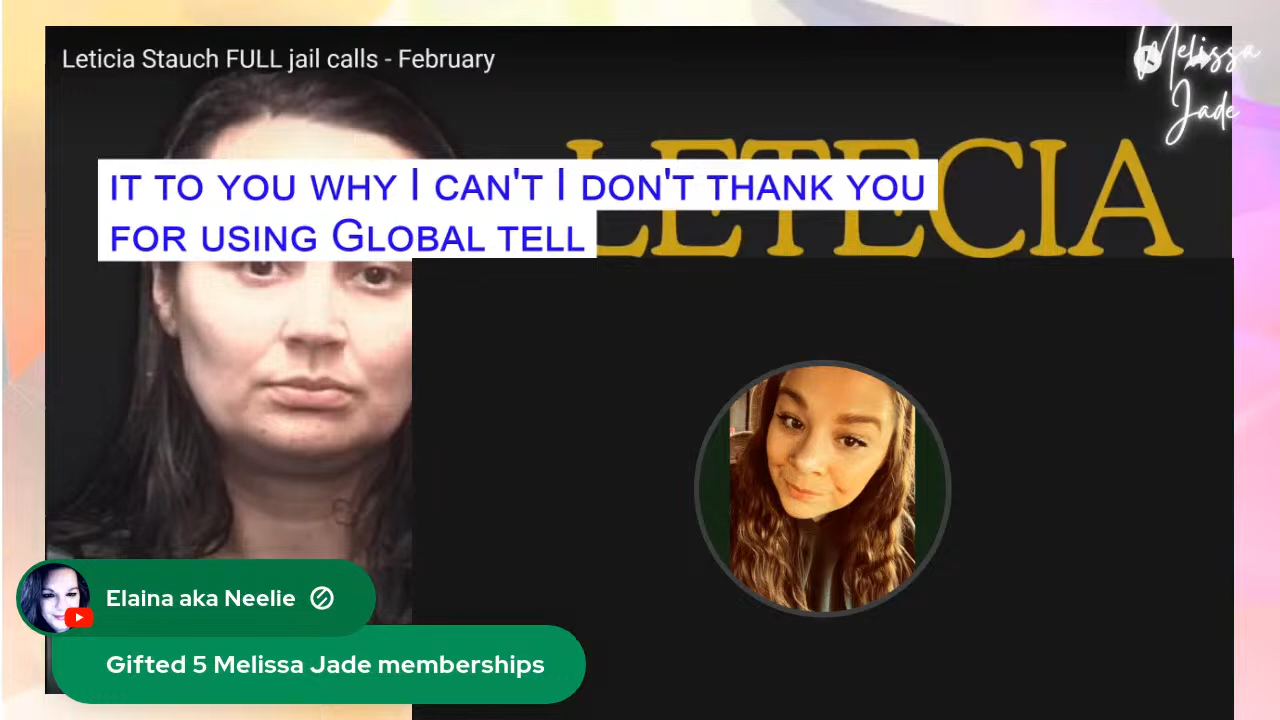 Leticia Stauch FULL jail calls - February
Melissa
Jade
LETECIA
IT TO YOU WHY I CAN'T I DON'T THANK YOU
FOR USING GLOBAL TELL
Elaina aka Neelie
Gifted 5 Melissa Jade memberships